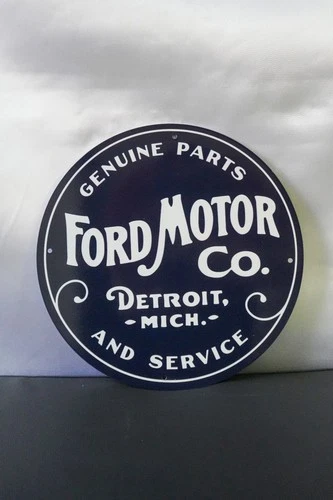 GENUINE PARTS
FORD MOTOR
CO.
DETROIT,
-MICH.-
AND SERVICE